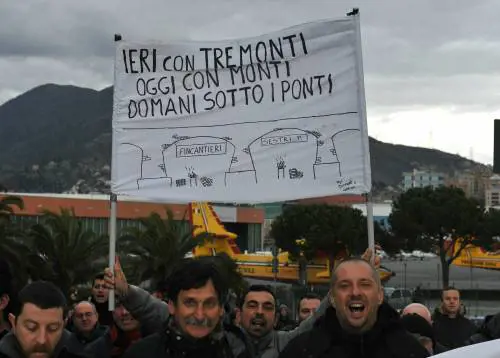 IERI CON TREMONTI
OGGI CON MONTI
DOMANI SOTTO I PONTI
FINCANTIERI
SESTRI